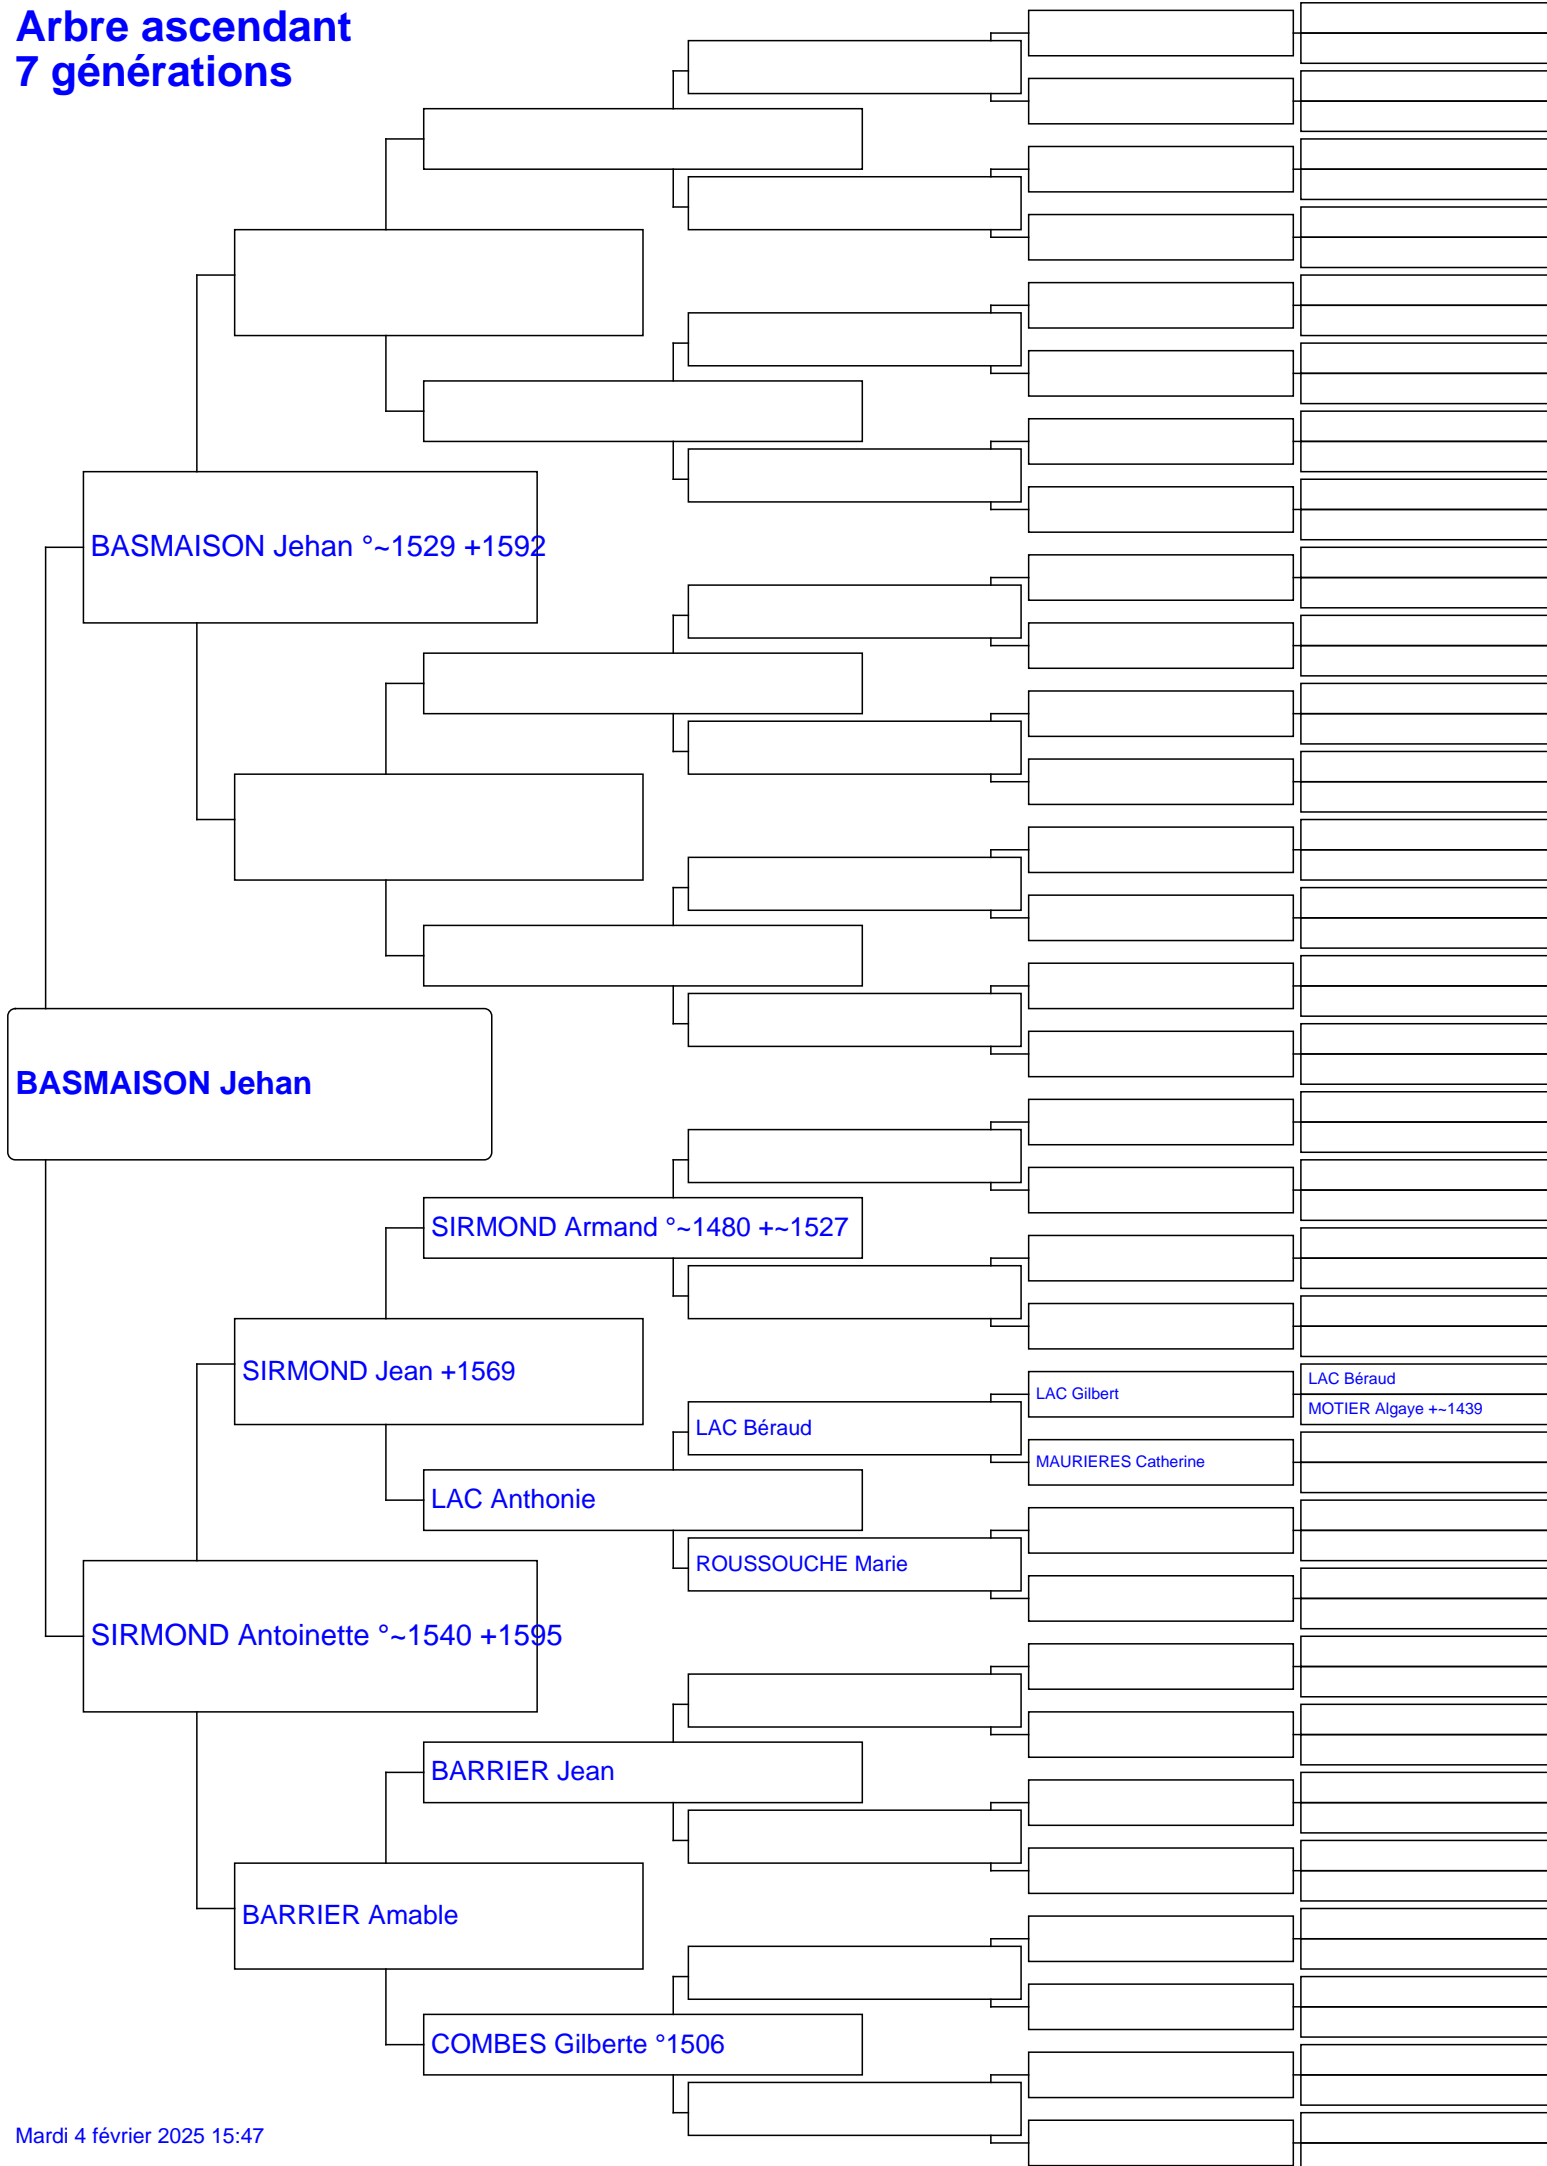 Arbre ascendant
7 générations
BASMAISON Jehan °~1529 +1592
BASMAISON Jehan
SIRMOND Armand °~1480 +~1527
SIRMOND Jean +1569
LAC Gilbert
LAC Béraud
MOTIER Algaye +~1439
LAC Béraud
MAURIERES Catherine
LAC Anthonie
ROUSSOUCHE Marie
SIRMOND Antoinette °~1540 +1595
BARRIER Jean
BARRIER Amable
COMBES Gilberte °1506
Mardi 4 février 2025 15:47